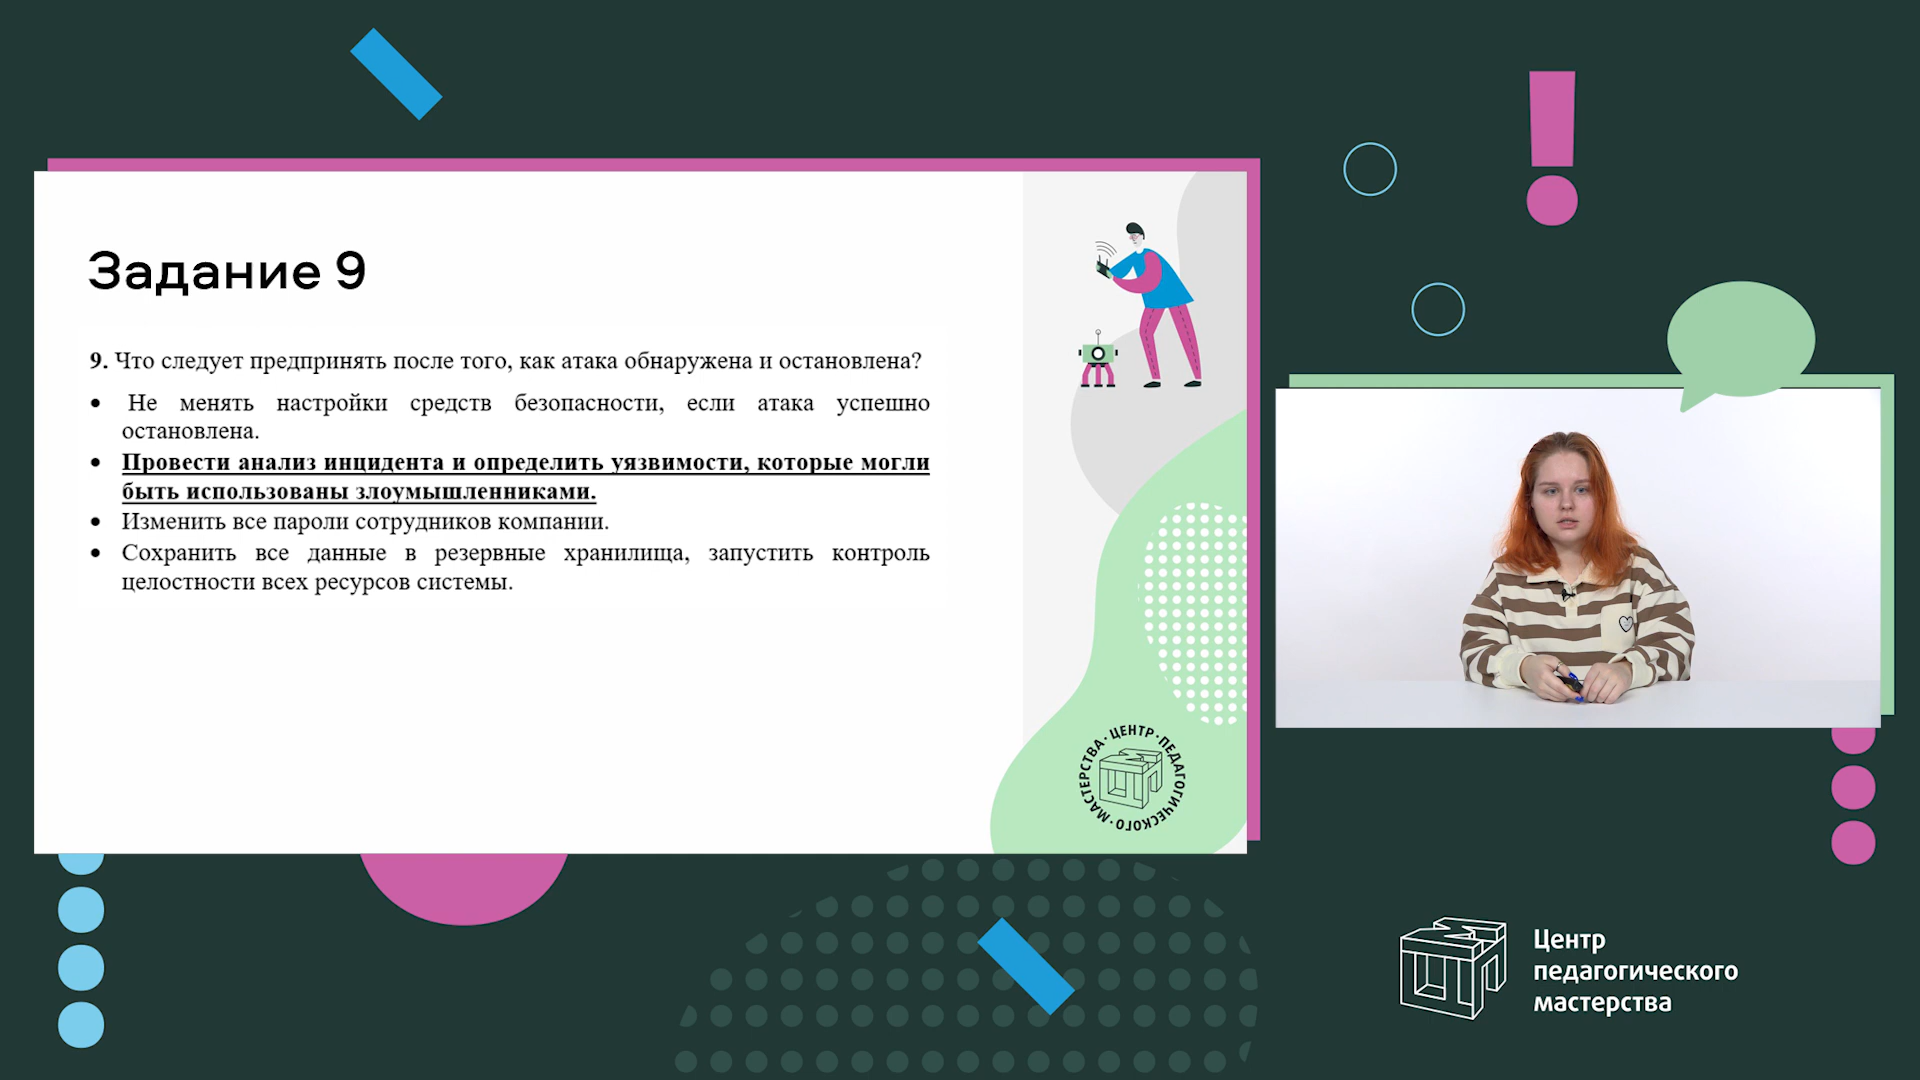 Задание 9
9. Что следует предпринять после того, как атака обнаружена и остановлена?
• Не менять настройки средств безопасности, если атака успешно
остановлена.
• Провести анализ инцидента и определить уязвимости, которые могли
быть использованы злоумышленниками.
• Изменить все пароли сотрудников компании.
• Сохранить все данные в резервные хранилища, запустить контроль
целостности всех ресурсов системы.
ЦЕНТР · ПЕДАГОГИЧЕСКОГО · МАСТЕРСТВА ·
Центр
педагогического
мастерства